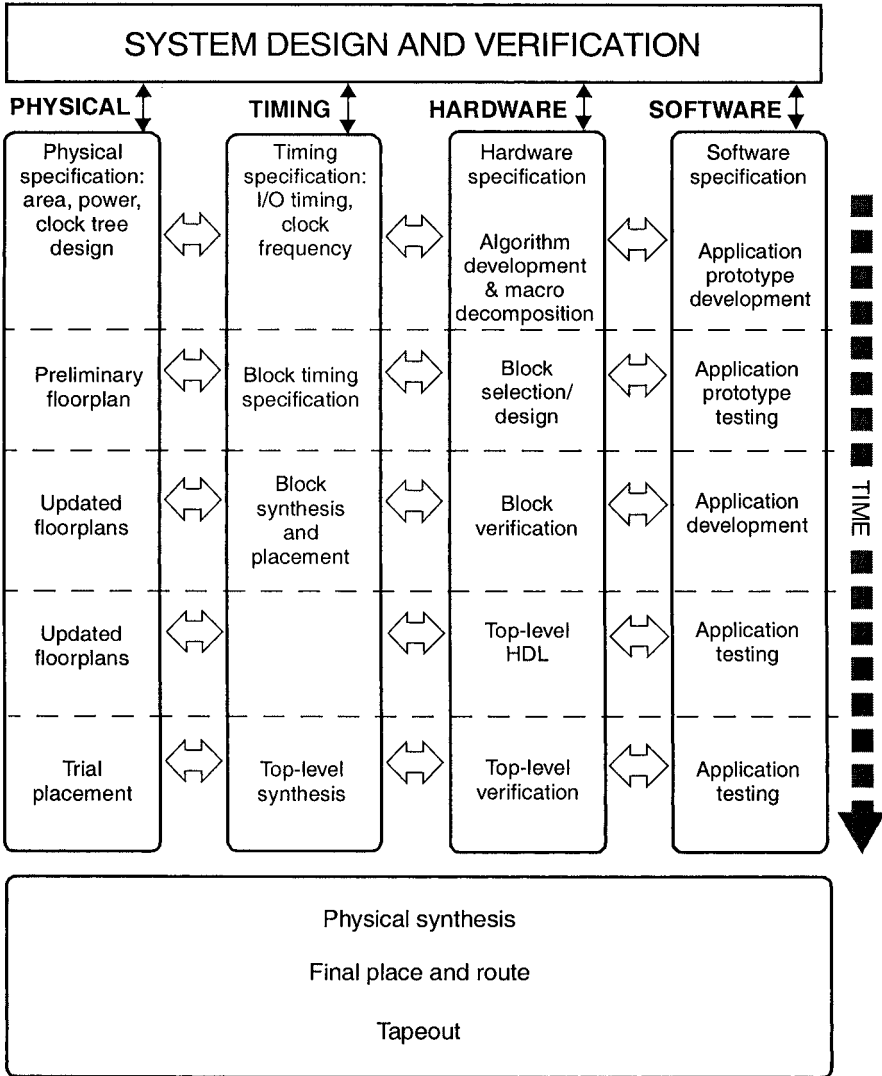 SYSTEM DESIGN AND VERIFICATION
PHYSICAL
TIMING
HARDWARE
SOFTWARE
Physical
specification:
area, power,
clock tree
design
Timing
specification:
I/O timing,
clock
frequency
Hardware
specification
Algorithm
development
& macro
decomposition
Software
specification
Application
prototype
development
Preliminary
floorplan
Block timing
specification
Block
selection/
design
Application
prototype
testing
Updated
floorplans
Block
synthesis
and
placement
Block
verification
Application
development
Updated
floorplans
Top-level
HDL
Application
testing
Trial
placement
Top-level
synthesis
Top-level
verification
Application
testing
TIME
Physical synthesis
Final place and route
Tapeout